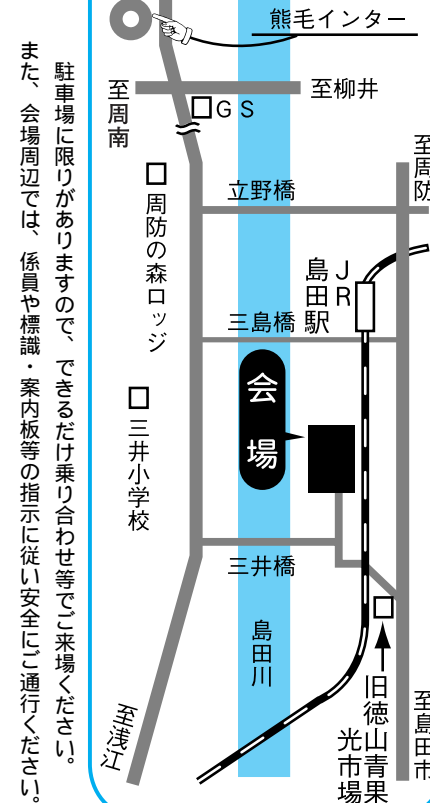 駐車場に限りがありますので、できるだけ乗り合わせ等でご来場ください。
また、会場周辺では、係員や標識・案内板等の指示に従い安全にご通行ください。
熊毛インター
至周南
至柳井
GS
至周防
立野橋
周防の森ロッジ
JR
島田駅
三島橋
会場
三井小学校
三井橋
島田川
至浅江
旧徳山青果
光市場
至島田市